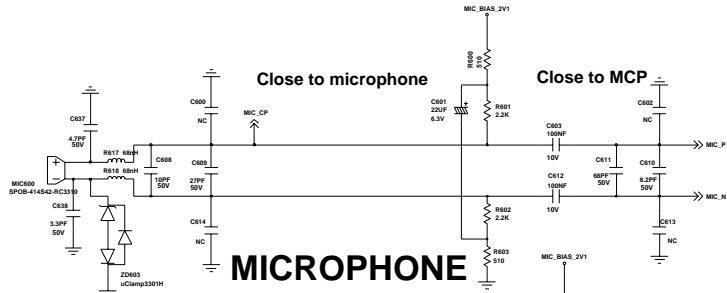 MIC_BIAS_2V1
R600
510
Close to microphone
Close to MCP
C637
4.7PF
50V
C600
NC
MIC_CP
C601
22UF
6.3V
R601
2.2K
C603
100NF
10V
C602
NC
MIC_P
R617 68nH
R618 68nH
MIC600
SPOB-414S42-RC3310
C608
10PF
50V
C609
27PF
50V
C611
68PF
50V
C610
8.2PF
50V
C612
100NF
10V
MIC_N
C638
3.3PF
50V
C614
NC
R602
2.2K
C613
NC
ZD603
uClamp3301H
MICROPHONE
R603
510
MIC_BIAS_2V1